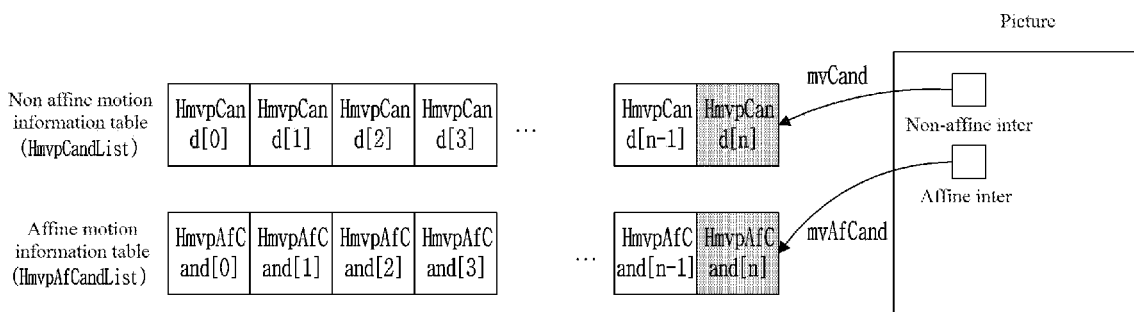 Picture
mvCand
Non affine motion
information table
(HmvpCandList)
HmvpCan
d[0]
HmvpCan
d[1]
HmvpCan
d[2]
HmvpCan
d[3]
...
HmvpCan
d[n-1]
HmvpCan
d[n]
Non-affine inter
Affine inter
mvAfCand
Affine motion
information table
(HmvpAfCandList)
HmvpAfC
and[0]
HmvpAfC
and[1]
HmvpAfC
and[2]
HmvpAfC
and[3]
...
HmvpAfC
and[n-1]
HmvpAfC
and[n]